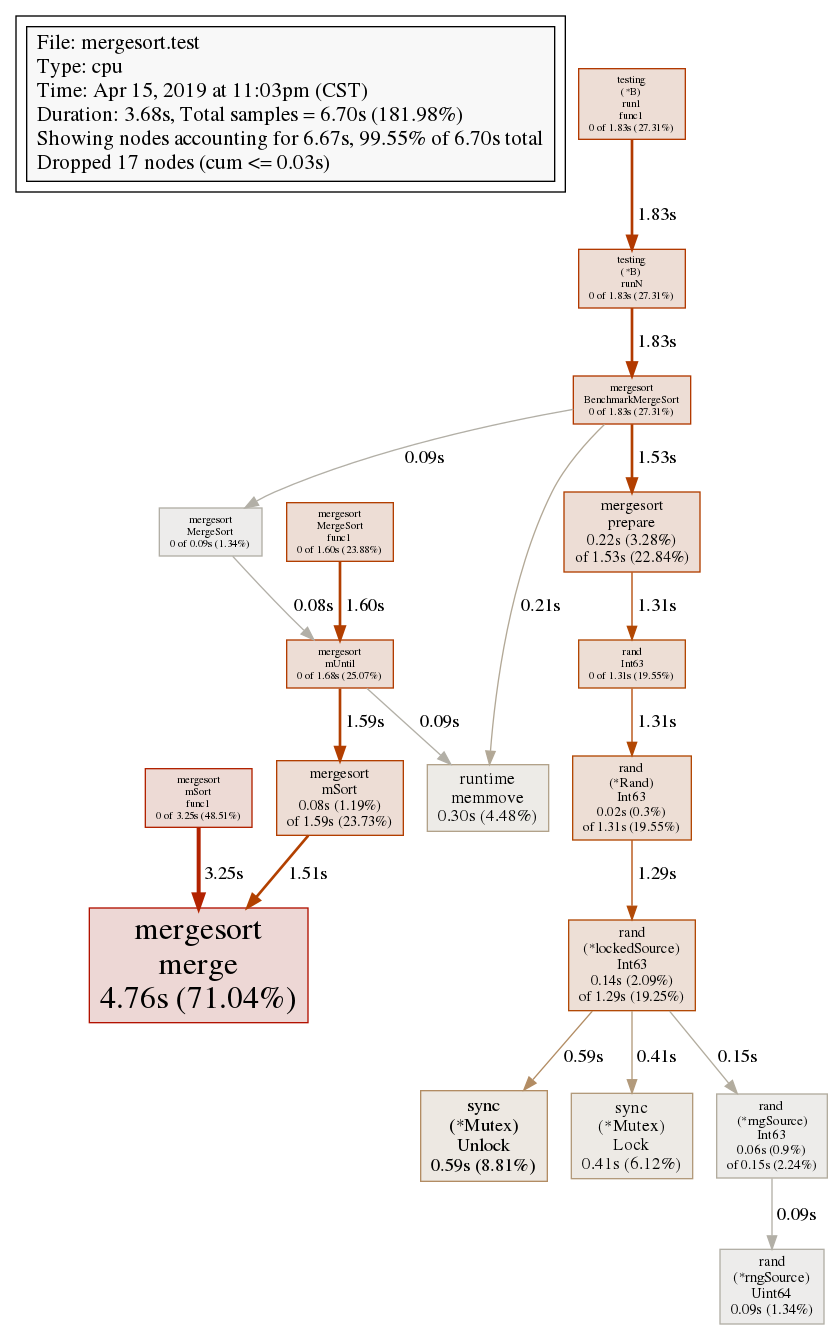 File: mergesort.test
Type: cpu
Time: Apr 15, 2019 at 11:03pm (CST)
Duration: 3.68s, Total samples = 6.70s (181.98%)
Showing nodes accounting for 6.67s, 99.55% of 6.70s total
Dropped 17 nodes (cum <= 0.03s)
testing
(*B)
run1
func1
0 of 1.83s (27.31%)
1.83s
testing
(*B)
runN
0 of 1.83s (27.31%)
1.83s
mergesort
BenchmarkMergeSort
0 of 1.83s (27.31%)
0.09s
1.53s
mergesort
MergeSort
0 of 0.09s (1.34%)
mergesort
MergeSort
func1
0 of 1.60s (23.88%)
mergesort
prepare
0.22s (3.28%)
of 1.53s (22.84%)
0.08s
1.60s
0.21s
1.31s
mergesort
mUntil
0 of 1.68s (25.07%)
rand
Int63
0 of 1.31s (19.55%)
1.59s
0.09s
1.31s
mergesort
mSort
func1
0 of 3.25s (48.51%)
mergesort
mSort
0.08s (1.19%)
of 1.59s (23.73%)
runtime
memmove
0.30s (4.48%)
rand
(*Rand)
Int63
0.02s (0.3%)
of 1.31s (19.55%)
3.25s
1.51s
1.29s
mergesort
merge
4.76s (71.04%)
rand
(*lockedSource)
Int63
0.14s (2.09%)
of 1.29s (19.25%)
0.59s
0.41s
0.15s
sync
(*Mutex)
Unlock
0.59s (8.81%)
sync
(*Mutex)
Lock
0.41s (6.12%)
rand
(*rngSource)
Int63
0.06s (0.9%)
of 0.15s (2.24%)
0.09s
rand
(*rngSource)
Uint64
0.09s (1.34%)